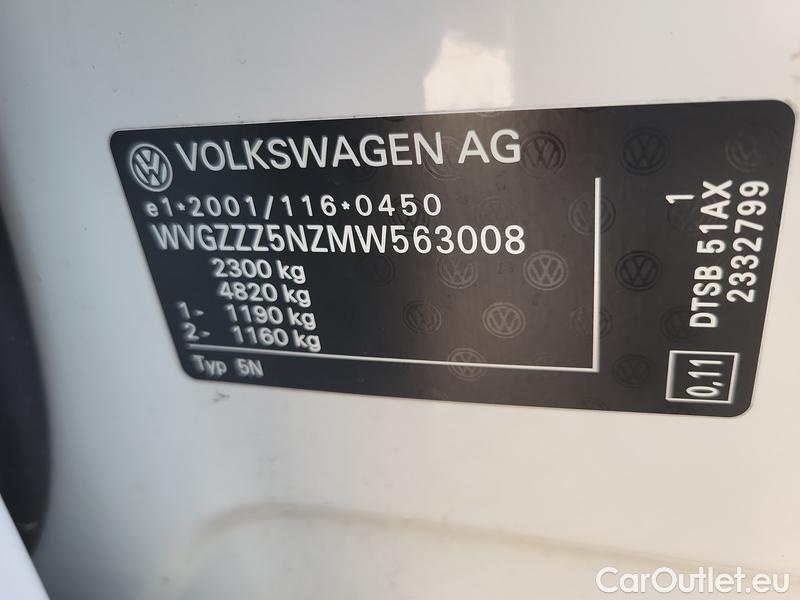 VOLKSWAGEN AG
e1*2001/116*0450
WVGZZZ5NZMW563008
2300 kg
4820 kg
1- 1190 kg
2- 1160 kg
Typ 5N
1
DTSB 51AX
2332799
0,11
CarOutlet.eu